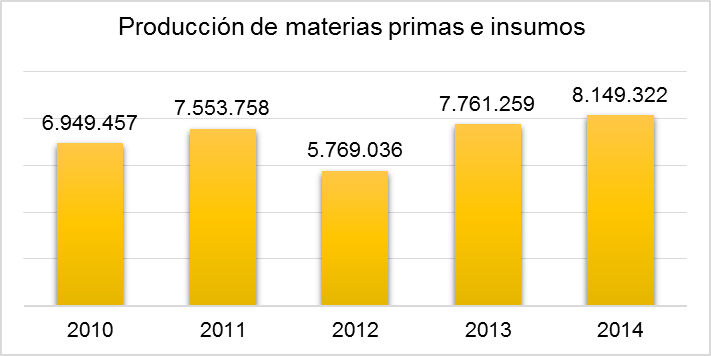 Producción de materias primas e insumos
6.949.457
7.553.758
5.769.036
7.761.259
8.149.322
2010 2011 2012 2013 2014